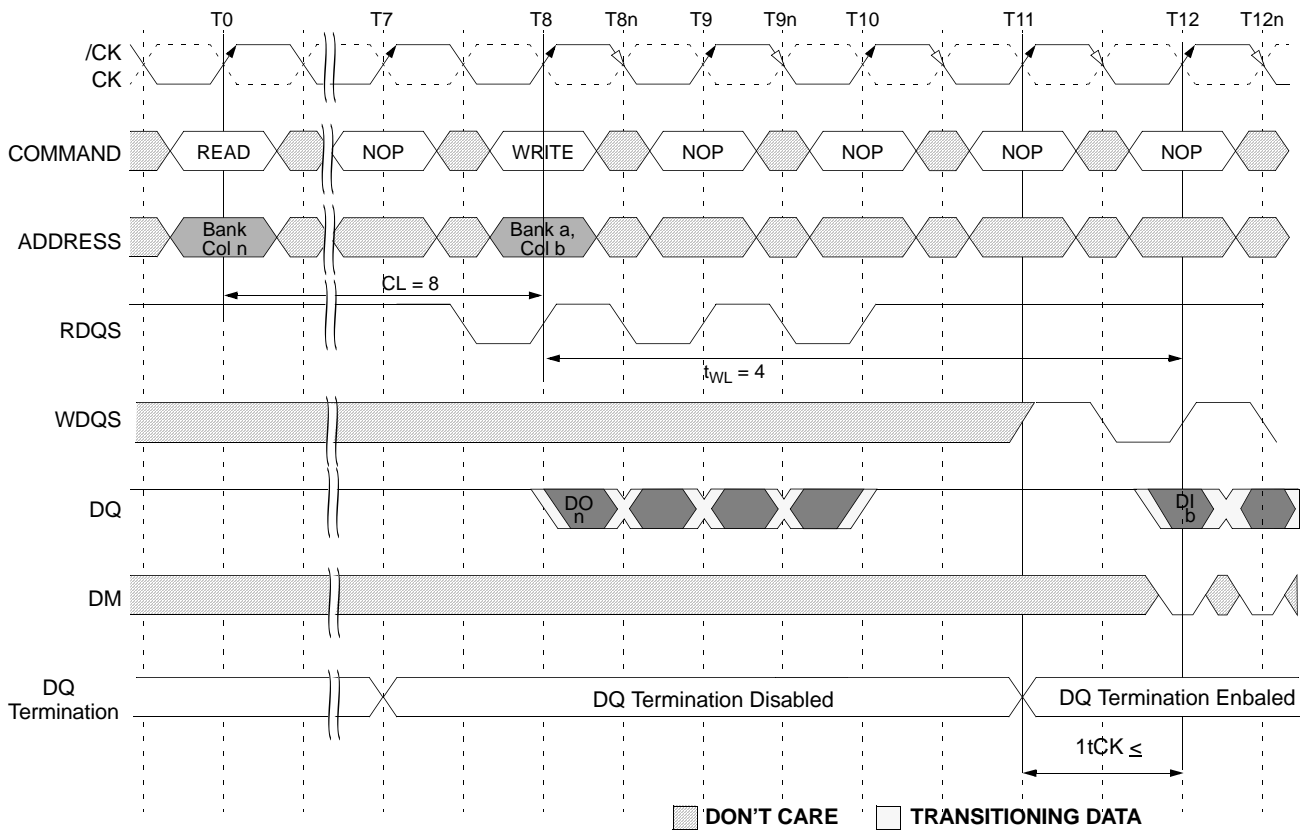 T0 T7 T8 T8n T9 T9n T10 T11 T12 T12n
/CK
CK
COMMAND READ NOP WRITE NOP NOP NOP NOP
ADDRESS Bank Col n Bank a, Col b
CL = 8
RDQS
tWL = 4
WDQS
DQ DO n DI b
DM
DQ Termination DQ Termination Disabled DQ Termination Enbaled
1tCK ≤
DON'T CARE TRANSITIONING DATA